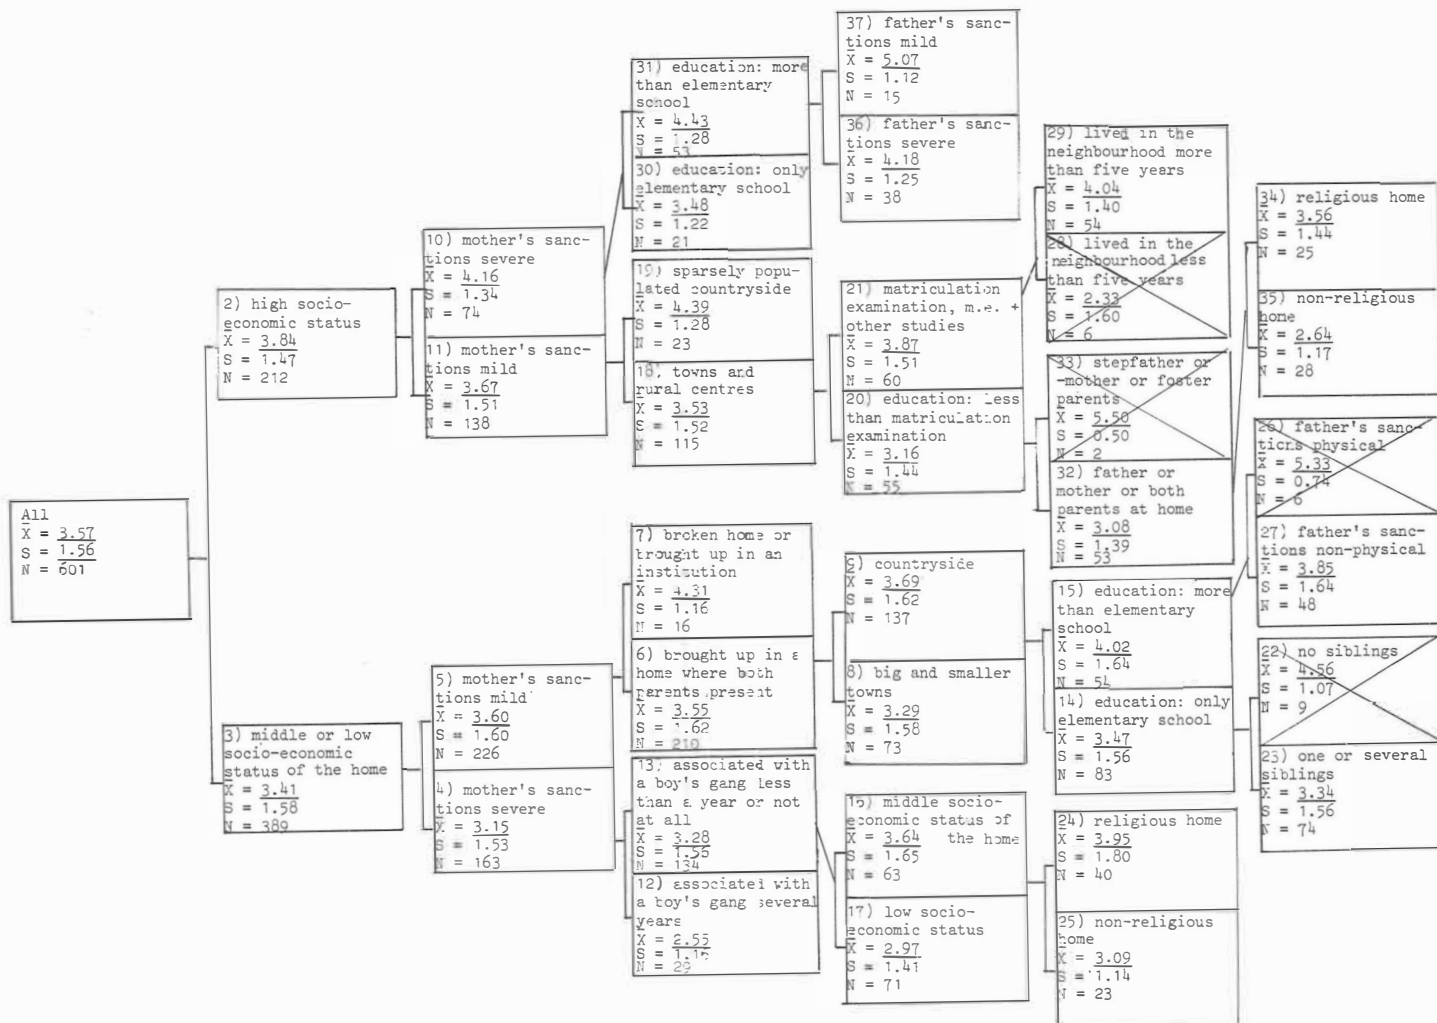 All
X̄ = 3.57
S = 1.56
N = 601
2) high socio-
economic status
X̄ = 3.84
S = 1.47
N = 212
3) middle or low
socio-economic
status of the home
X̄ = 3.41
S = 1.58
N = 389
10) mother's sanc-
tions severe
X̄ = 4.16
S = 1.34
N = 74
11) mother's sanc-
tions mild
X̄ = 3.67
S = 1.51
N = 138
5) mother's sanc-
tions mild
X̄ = 3.60
S = 1.60
N = 226
4) mother's sanc-
tions severe
X̄ = 3.15
S = 1.53
N = 163
31) education: more
than elementary
school
X̄ = 4.43
S = 1.28
N = 53
30) education: only
elementary school
X̄ = 3.48
S = 1.22
N = 21
19) sparsely popu-
lated countryside
X̄ = 4.39
S = 1.28
N = 23
18) towns and
rural centres
X̄ = 3.53
S = 1.52
N = 115
7) broken home or
brought up in an
institution
X̄ = 4.31
S = 1.16
N = 16
6) brought up in a
home where both
parents present
X̄ = 3.55
S = 1.62
N = 210
13) associated with
a boy's gang less
than a year or not
at all
X̄ = 3.28
S = 1.56
N = 134
12) associated with
a boy's gang several
years
X̄ = 2.55
S = 1.15
N = 29
37) father's sanc-
tions mild
X̄ = 5.07
S = 1.12
N = 15
36) father's sanc-
tions severe
X̄ = 4.18
S = 1.25
N = 38
21) matriculation
examination, m.e. +
other studies
X̄ = 3.87
S = 1.51
N = 60
20) education: less
than matriculation
examination
X̄ = 3.16
S = 1.44
N = 55
9) countryside
X̄ = 3.69
S = 1.62
N = 137
8) big and smaller
towns
X̄ = 3.29
S = 1.58
N = 73
16) middle socio-
economic status of
the home
X̄ = 3.64
S = 1.65
N = 63
17) low socio-
economic status
X̄ = 2.97
S = 1.41
N = 71
29) lived in the
neighbourhood more
than five years
X̄ = 4.04
S = 1.40
N = 54
28) lived in the
neighbourhood less
than five years
X̄ = 2.33
S = 1.60
N = 6
33) stepfather or
-mother or foster
parents
X̄ = 5.50
S = 0.50
N = 2
32) father or
mother or both
parents at home
X̄ = 3.08
S = 1.39
N = 53
15) education: more
than elementary
school
X̄ = 4.02
S = 1.64
N = 54
14) education: only
elementary school
X̄ = 3.47
S = 1.56
N = 83
24) religious home
X̄ = 3.95
S = 1.80
N = 40
25) non-religious
home
X̄ = 3.09
S = 1.14
N = 23
34) religious home
X̄ = 3.56
S = 1.44
N = 25
35) non-religious
home
X̄ = 2.64
S = 1.17
N = 28
26) father's sanc-
tions physical
X̄ = 5.33
S = 0.74
N = 6
27) father's sanc-
tions non-physical
X̄ = 3.85
S = 1.64
N = 48
22) no siblings
X̄ = 4.56
S = 1.07
N = 9
23) one or several
siblings
X̄ = 3.34
S = 1.56
N = 74